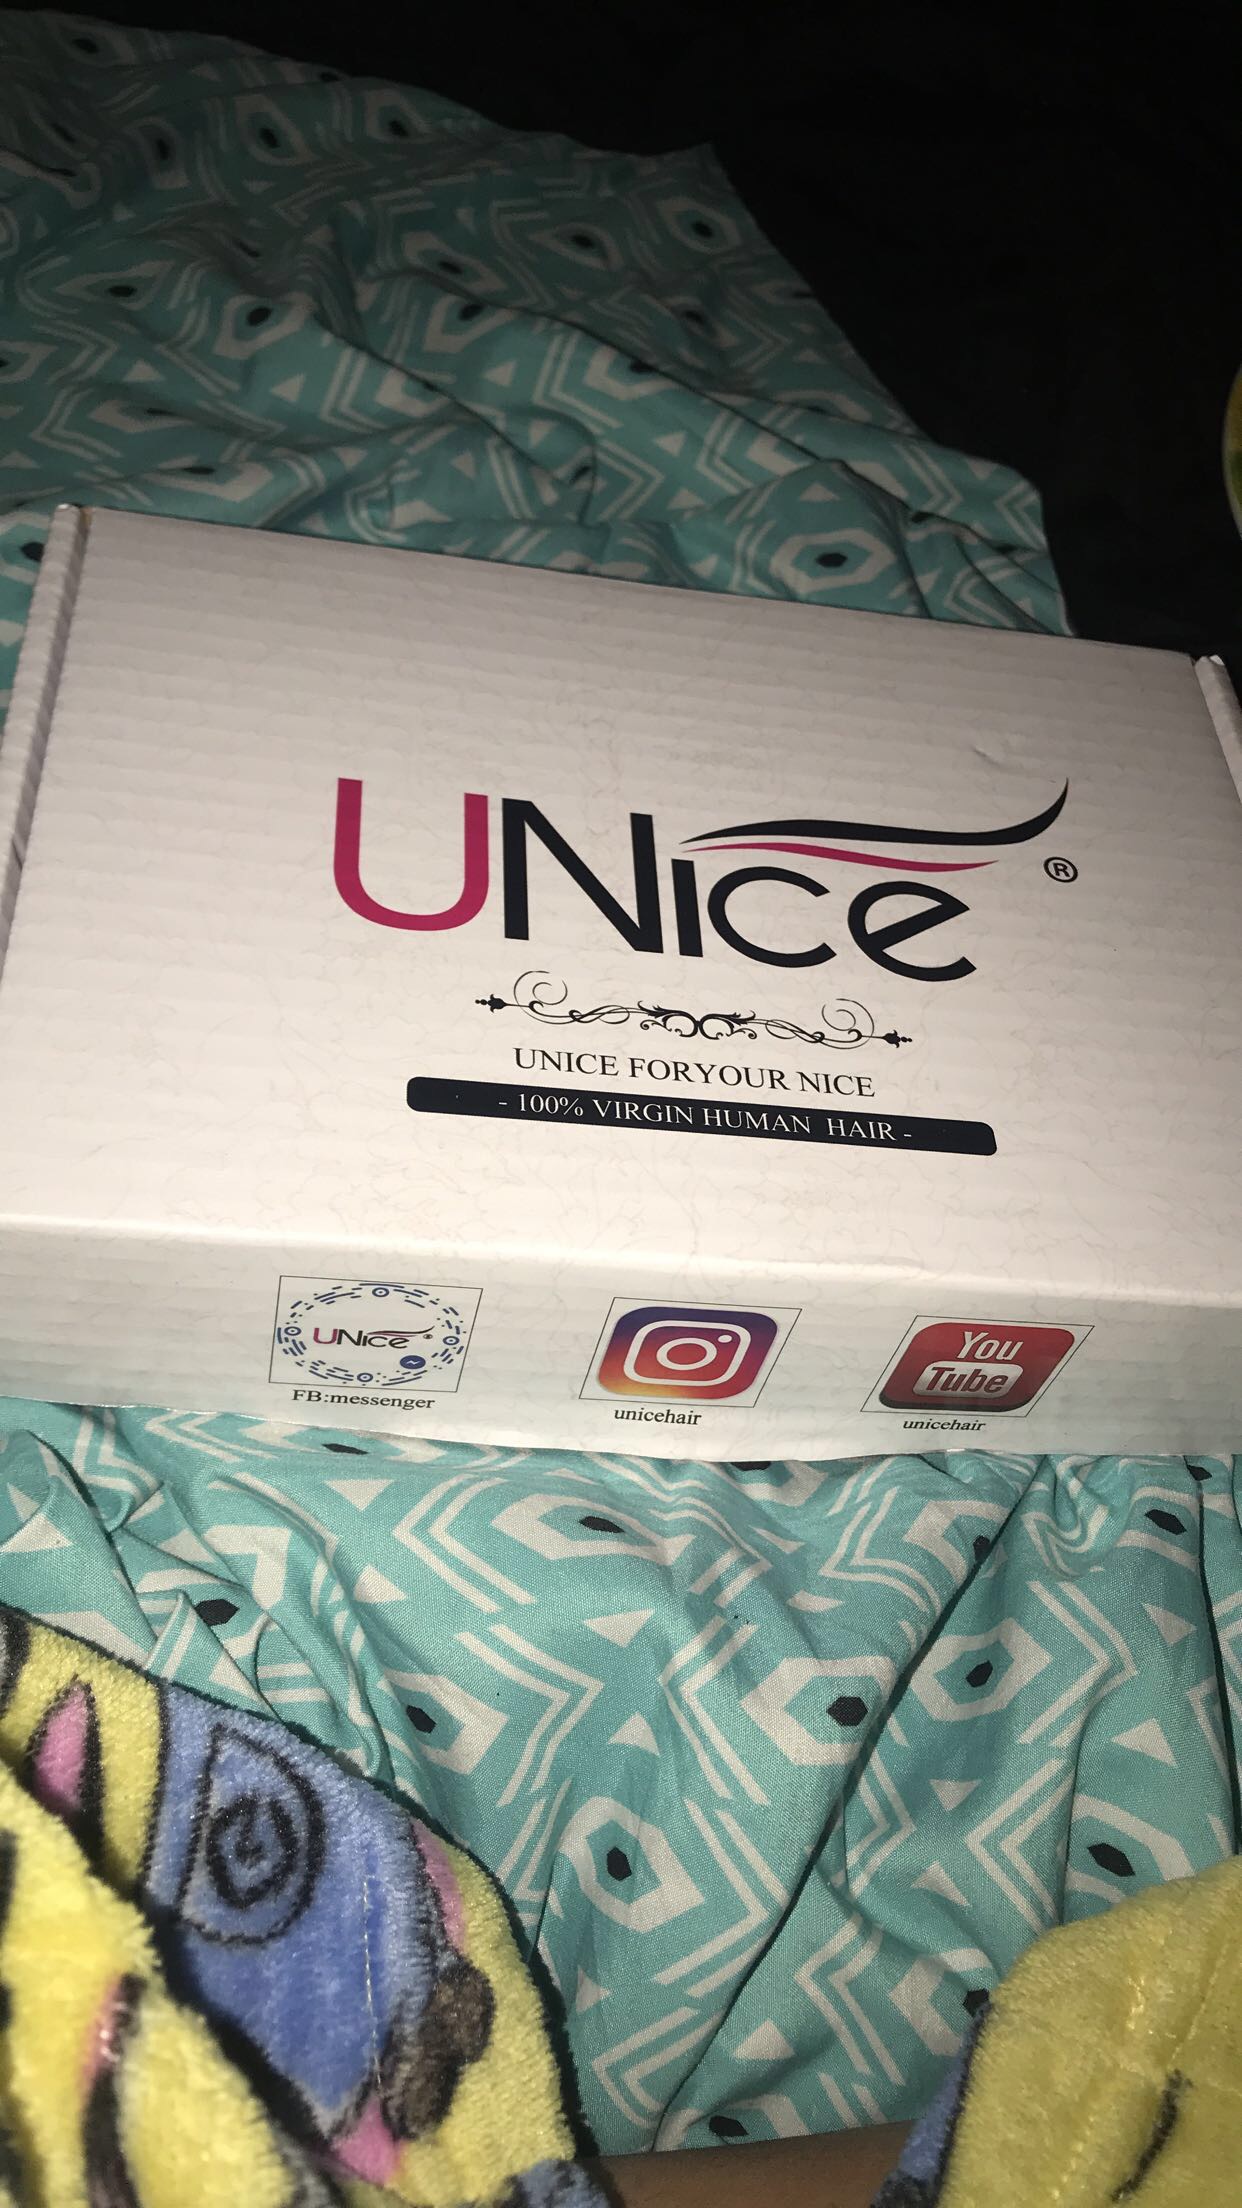 UNice ®
UNICE FORYOUR NICE
- 100% VIRGIN HUMAN HAIR -
UNice ®
FB:messenger
unicehair
You
Tube
unicehair